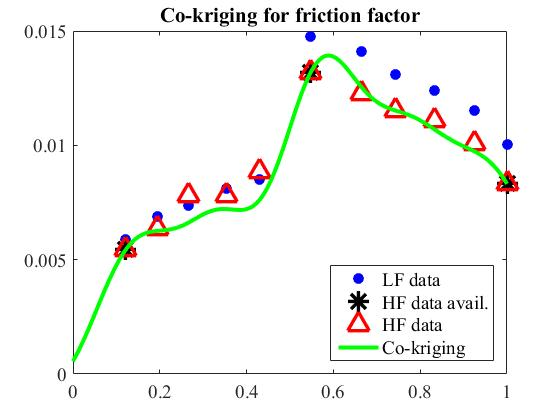 Co-kriging for friction factor
0.015
0.01
0.005
0
LF data
HF data avail.
HF data
Co-kriging
0 0.2 0.4 0.6 0.8 1